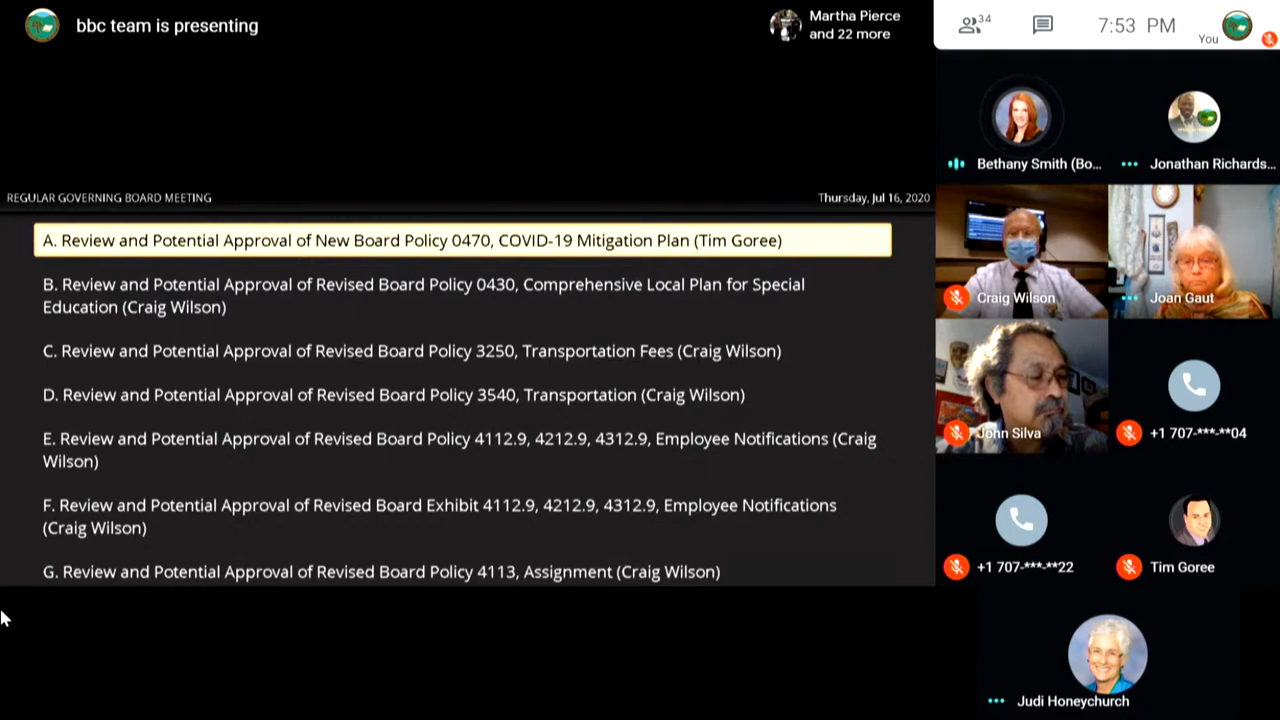 bbc team is presenting
Martha Pierce
and 22 more
34
7:53 PM
You
Bethany Smith (Bo...
Jonathan Richards...
REGULAR GOVERNING BOARD MEETING
Thursday, Jul 16, 2020
A. Review and Potential Approval of New Board Policy 0470, COVID-19 Mitigation Plan (Tim Goree)
B. Review and Potential Approval of Revised Board Policy 0430, Comprehensive Local Plan for Special
Education (Craig Wilson)
C. Review and Potential Approval of Revised Board Policy 3250, Transportation Fees (Craig Wilson)
D. Review and Potential Approval of Revised Board Policy 3540, Transportation (Craig Wilson)
E. Review and Potential Approval of Revised Board Policy 4112.9, 4212.9, 4312.9, Employee Notifications (Craig
Wilson)
F. Review and Potential Approval of Revised Board Exhibit 4112.9, 4212.9, 4312.9, Employee Notifications
(Craig Wilson)
G. Review and Potential Approval of Revised Board Policy 4113, Assignment (Craig Wilson)
Craig Wilson
Joan Gaut
John Silva
+1 707-***-**04
+1 707-***-**22
Tim Goree
Judi Honeychurch